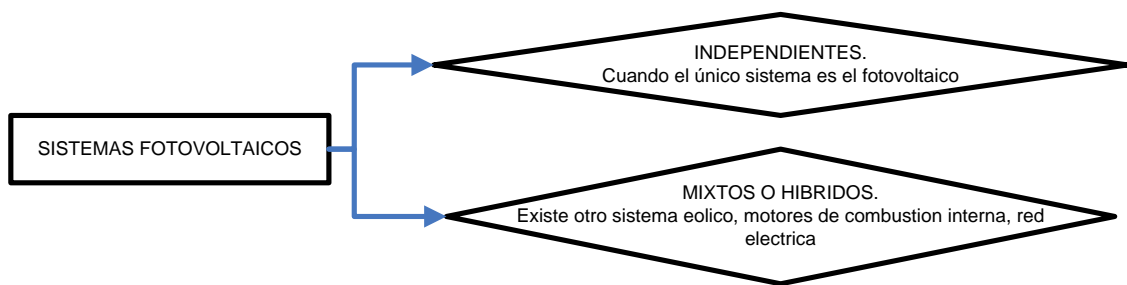 INDEPENDIENTES.
Cuando el único sistema es el fotovoltaico
SISTEMAS FOTOVOLTAICOS
MIXTOS O HIBRIDOS.
Existe otro sistema eolico, motores de combustion interna, red
electrica